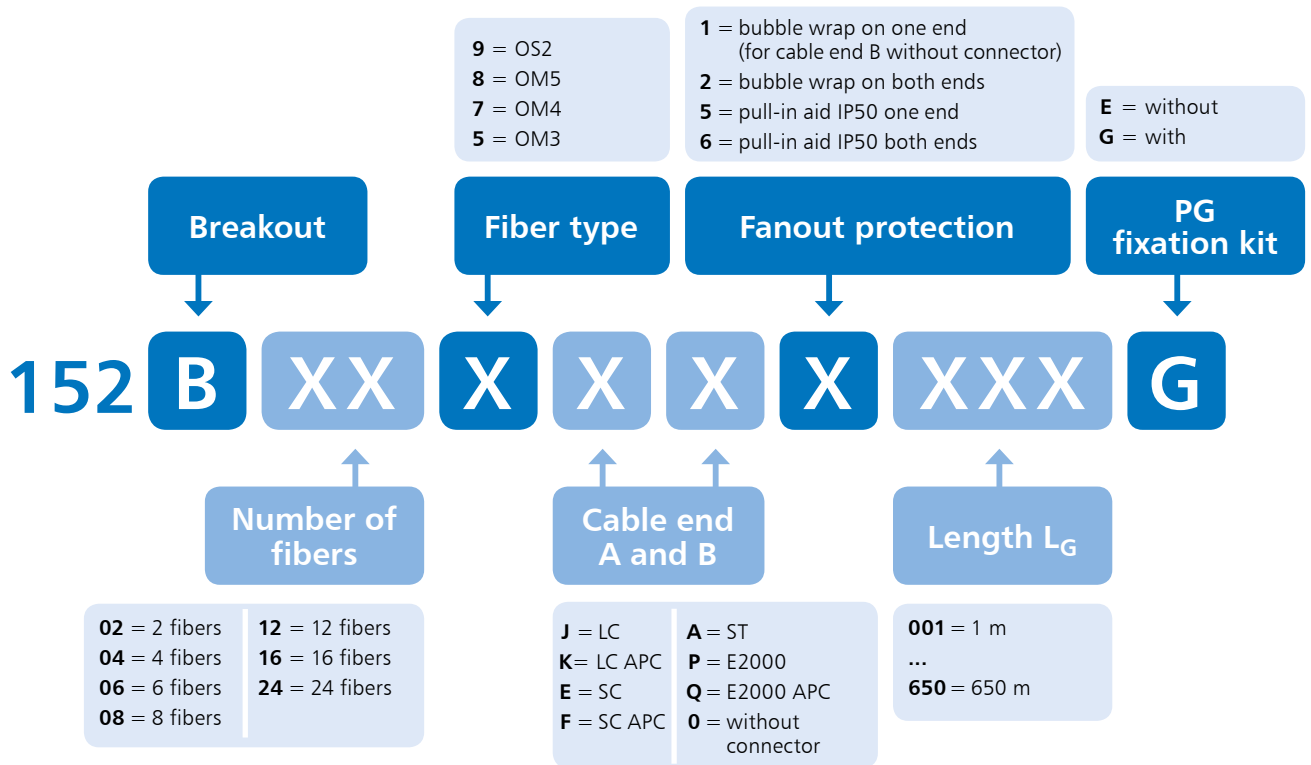 9 = OS2
8 = OM5
7 = OM4
5 = OM3
1 = bubble wrap on one end
(for cable end B without connector)
2 = bubble wrap on both ends
5 = pull-in aid IP50 one end
6 = pull-in aid IP50 both ends
E = without
G = with
Breakout
Fiber type
Fanout protection
PG
fixation kit
152 B XX X X X X XXX G
Number of
fibers
Cable end
A and B
Length LG
02 = 2 fibers
04 = 4 fibers
06 = 6 fibers
08 = 8 fibers
12 = 12 fibers
16 = 16 fibers
24 = 24 fibers
J = LC
K= LC APC
E = SC
F = SC APC
A = ST
P = E2000
Q = E2000 APC
0 = without
connector
001 = 1 m
...
650 = 650 m